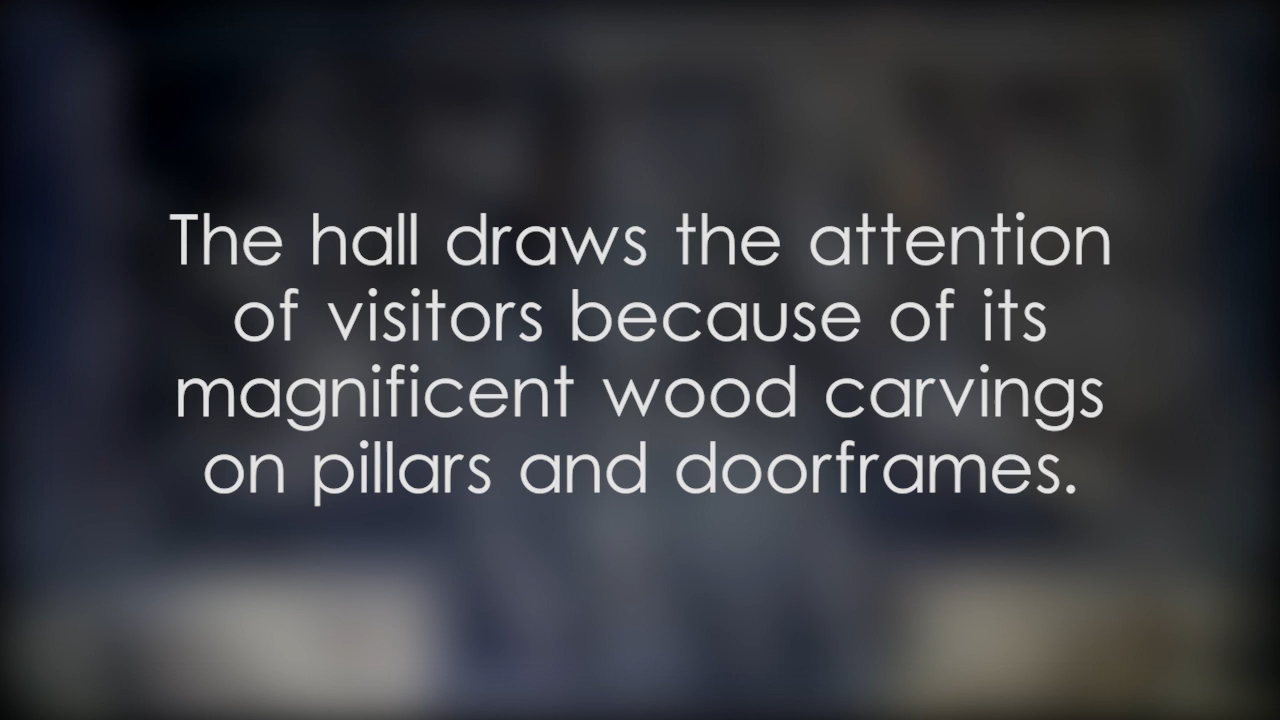 The hall draws the attention
of visitors because of its
magnificent wood carvings
on pillars and doorframes.